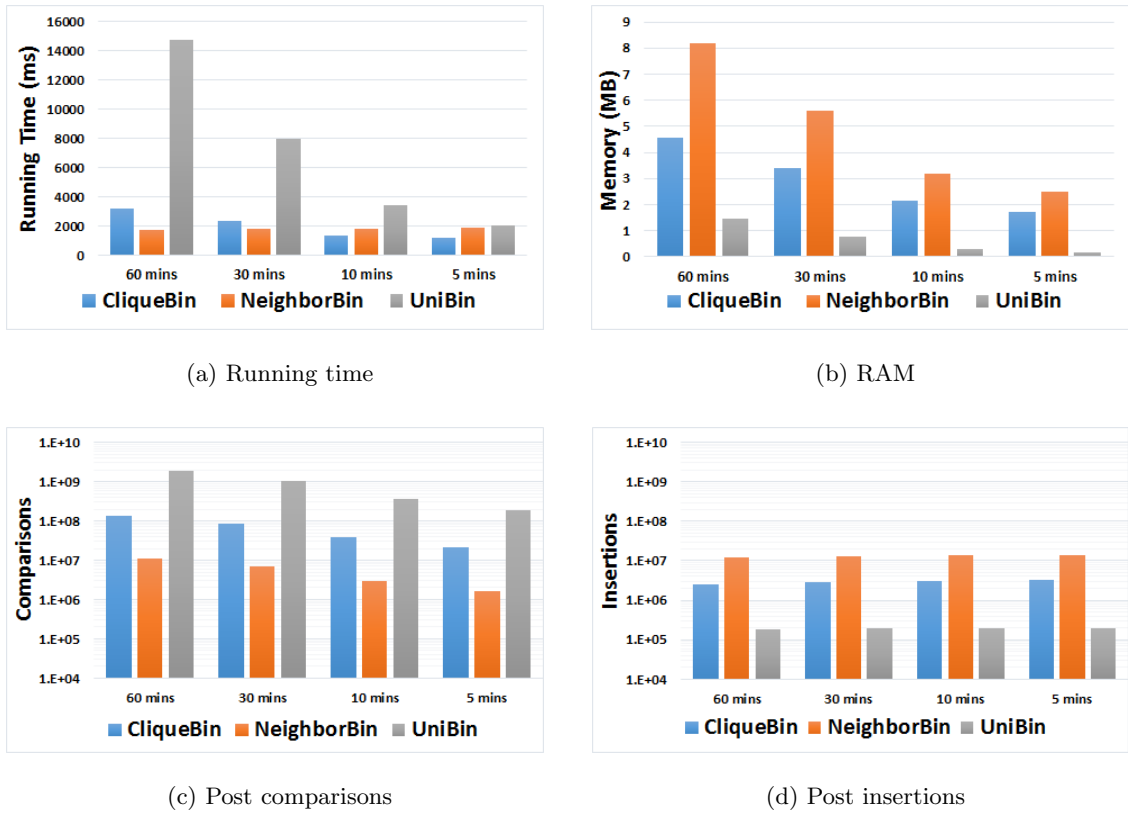 16000
14000
12000
10000
8000
6000
4000
2000
0
Running Time (ms)
60 mins 30 mins 10 mins 5 mins
CliqueBin NeighborBin UniBin
(a) Running time
9
8
7
6
5
4
3
2
1
0
Memory (MB)
60 mins 30 mins 10 mins 5 mins
CliqueBin NeighborBin UniBin
(b) RAM
1.E+10
1.E+09
1.E+08
1.E+07
1.E+06
1.E+05
1.E+04
Comparisons
60 mins 30 mins 10 mins 5 mins
CliqueBin NeighborBin UniBin
(c) Post comparisons
1.E+10
1.E+09
1.E+08
1.E+07
1.E+06
1.E+05
1.E+04
Insertions
60 mins 30 mins 10 mins 5 mins
CliqueBin NeighborBin UniBin
(d) Post insertions